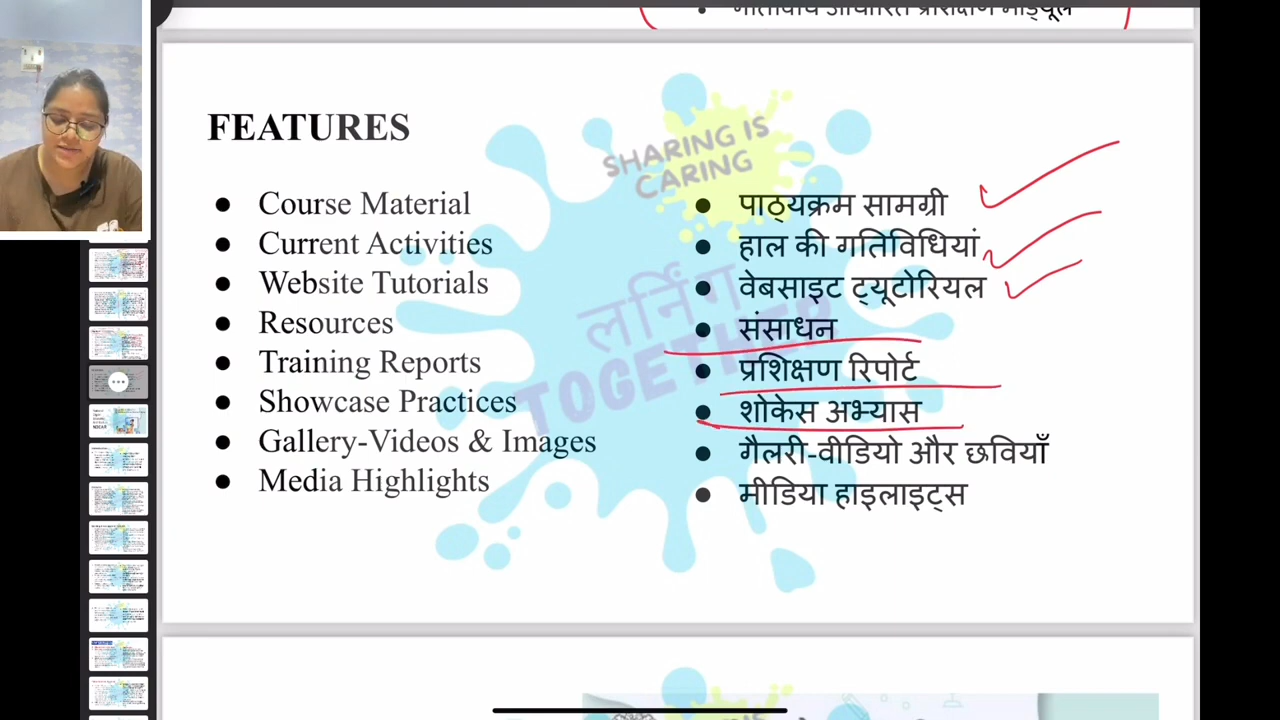 FEATURES
SHARING IS
CARING
लर्निंग
TOGETHER
● Course Material
● Current Activities
● Website Tutorials
● Resources
● Training Reports
● Showcase Practices
● Gallery-Videos & Images
● Media Highlights
● पाठ्यक्रम सामग्री
● हाल की गतिविधियां
● वेबसाइट ट्यूटोरियल
● संसाधन
● प्रशिक्षण रिपोर्ट
● शोकेस अभ्यास
● गैलरी-वीडियो और छवियाँ
● मीडिया हाइलाइट्स